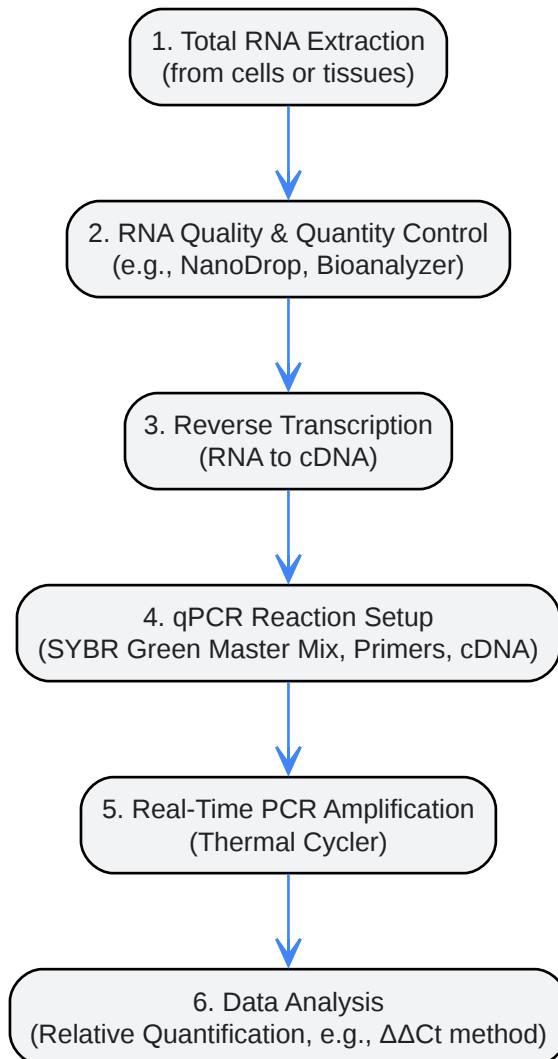 1. Total RNA Extraction
(from cells or tissues)
2. RNA Quality & Quantity Control
(e.g., NanoDrop, Bioanalyzer)
3. Reverse Transcription
(RNA to cDNA)
4. qPCR Reaction Setup
(SYBR Green Master Mix, Primers, cDNA)
5. Real-Time PCR Amplification
(Thermal Cycler)
6. Data Analysis
(Relative Quantification, e.g., ΔΔCt method)